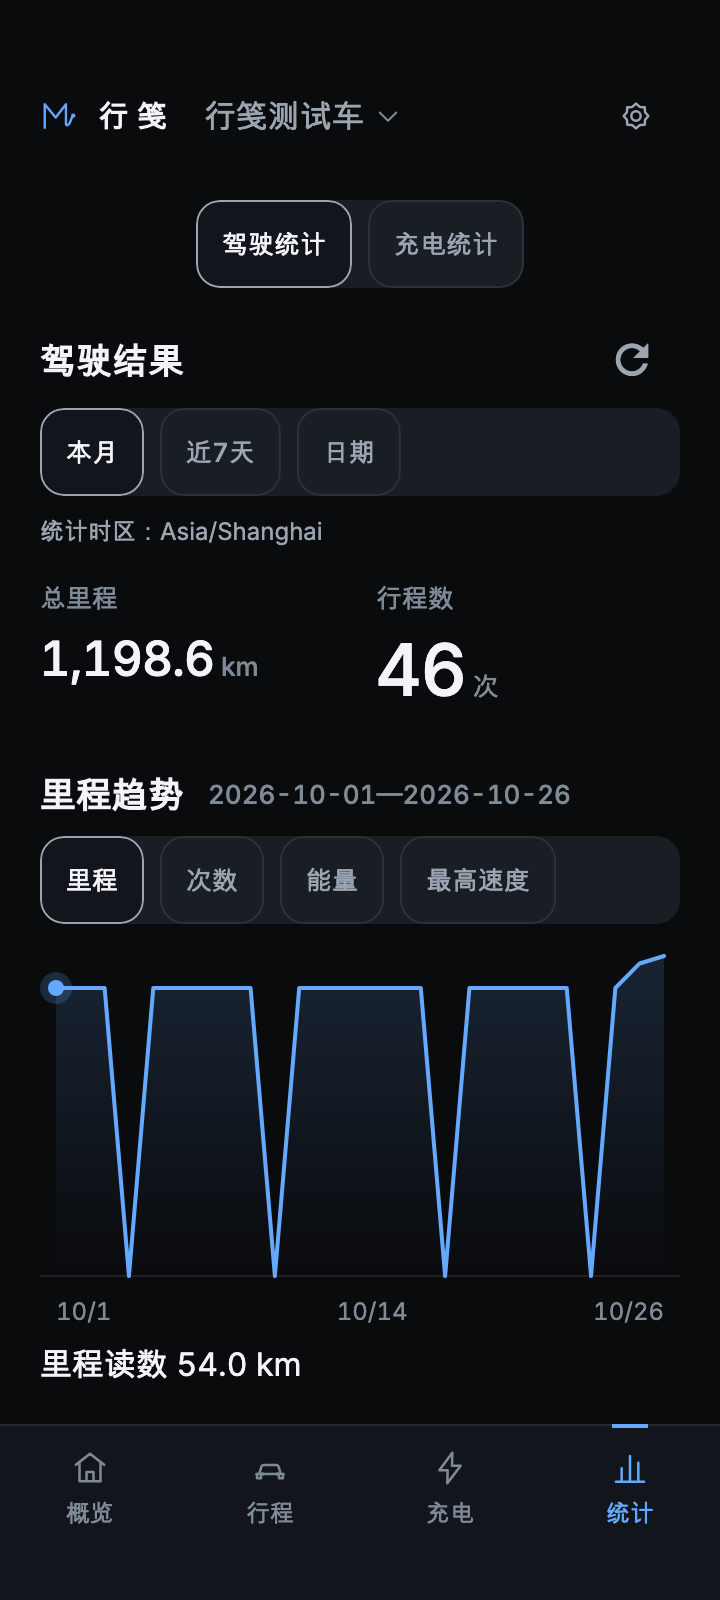 行笺 行笺测试车
驾驶统计 充电统计
驾驶结果
本月 近7天 日期
统计时区：Asia/Shanghai
总里程 行程数
1,198.6 km 46 次
里程趋势 2026-10-01—2026-10-26
里程 次数 能量 最高速度
10/1 10/14 10/26
里程读数 54.0 km
概览 行程 充电 统计